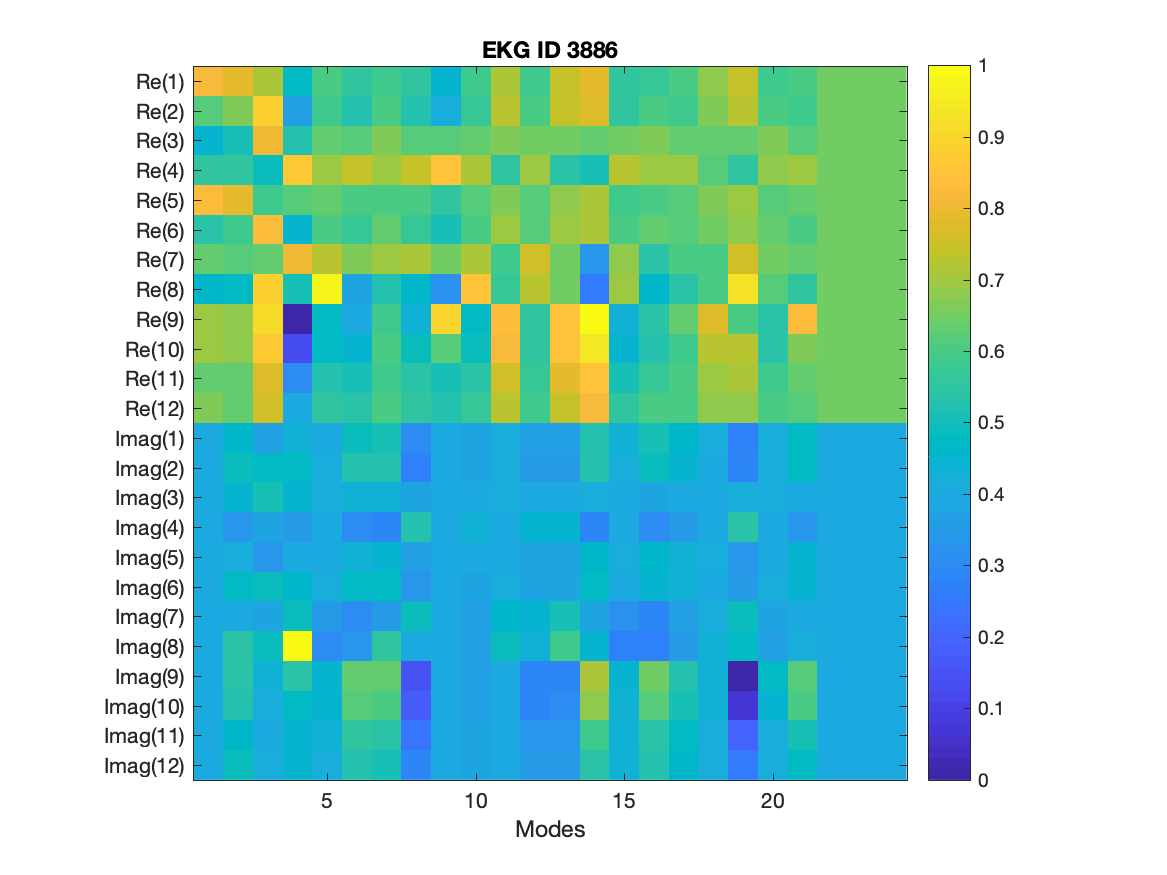 EKG ID 3886
Re(1)
Re(2)
Re(3)
Re(4)
Re(5)
Re(6)
Re(7)
Re(8)
Re(9)
Re(10)
Re(11)
Re(12)
Imag(1)
Imag(2)
Imag(3)
Imag(4)
Imag(5)
Imag(6)
Imag(7)
Imag(8)
Imag(9)
Imag(10)
Imag(11)
Imag(12)
5 10 15 20
Modes
1
0.9
0.8
0.7
0.6
0.5
0.4
0.3
0.2
0.1
0